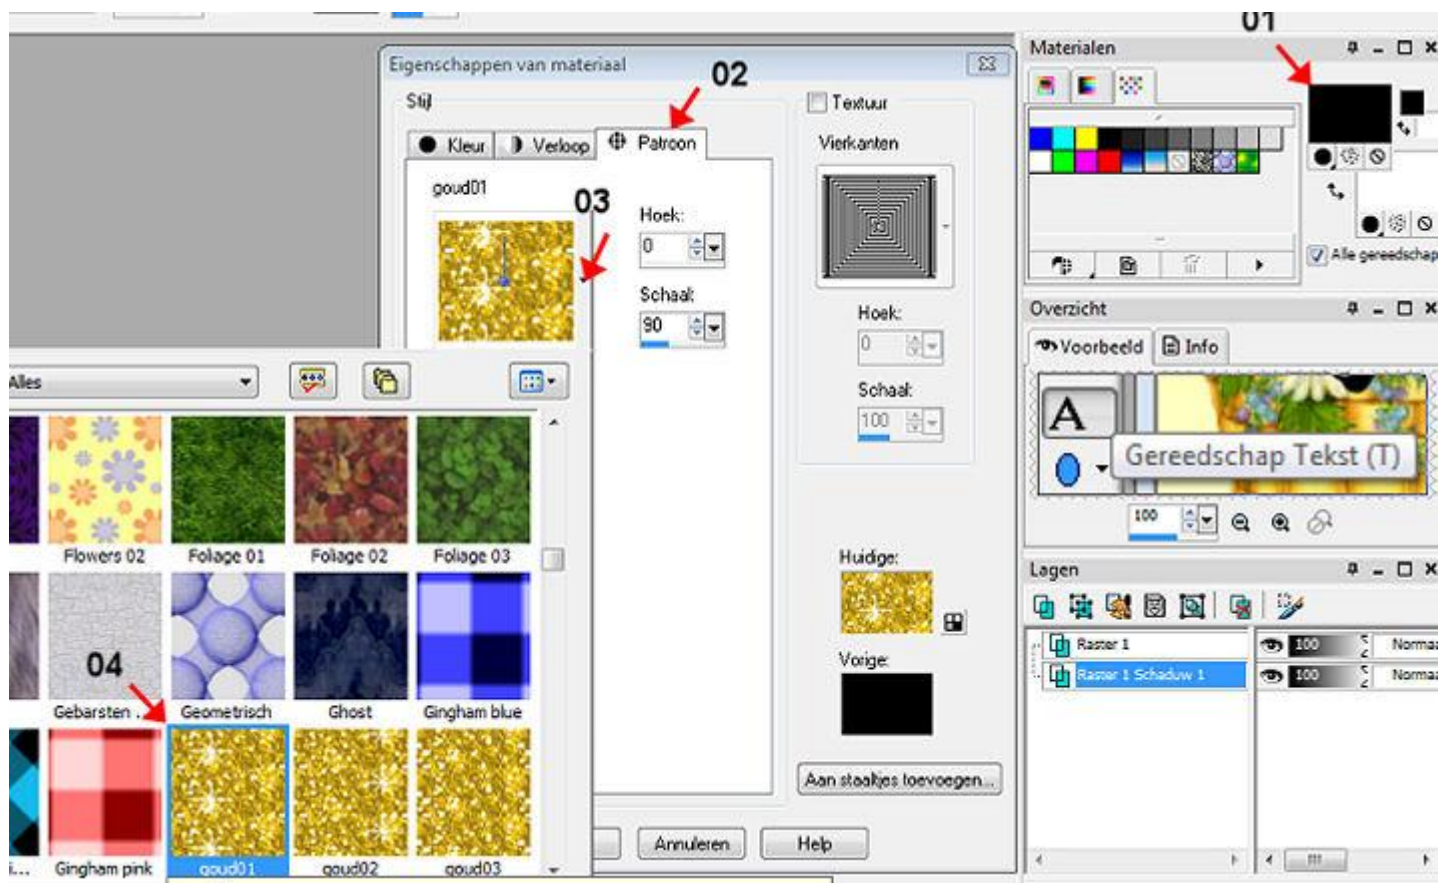 01
Materialen
Eigenschappen van materiaal
02
Stijl
Textuur
Kleur
Verloop
Patroon
Vierkanten
goud01
03
Hoek:
0
Schaal:
90
Hoek:
0
Schaal:
100
Alle gereedschap
Overzicht
Voorbeeld
Info
A
Gereedschap Tekst (T)
100
Alles
Flowers 02
Foliage 01
Foliage 02
Foliage 03
Huidige:
Vorige:
Lagen
Raster 1
100
Normaa
Raster 1 Schaduw 1
100
Normaa
04
Gebarsten ...
Geometrisch
Ghost
Gingham blue
Aan staaltjes toevoegen...
Annuleren
Help
i...
Gingham pink
goud01
goud02
goud03